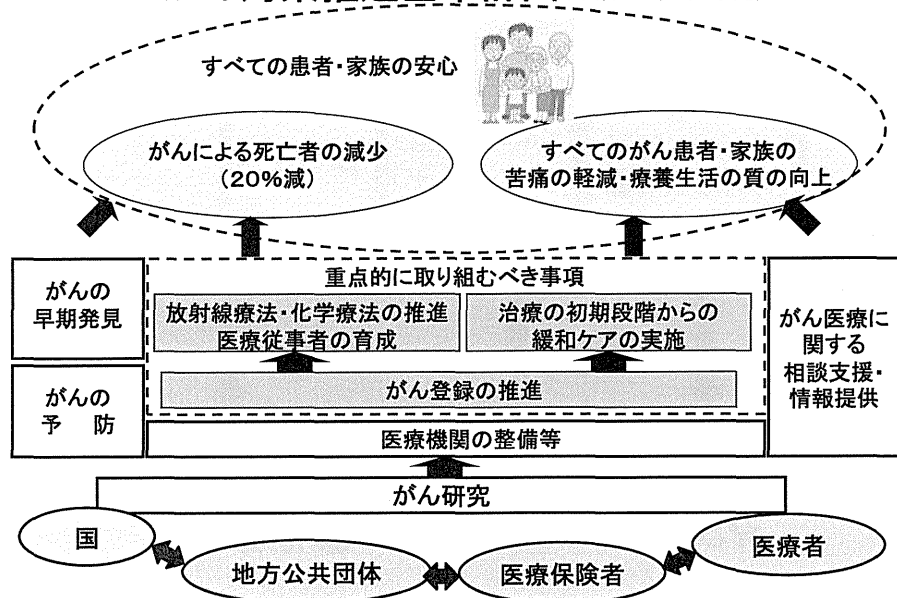 すべての患者・家族の安心
がんによる死亡者の減少
（20％減）
すべてのがん患者・家族の
苦痛の軽減・療養生活の質の向上
重点的に取り組むべき事項
がんの
早期発見
放射線療法・化学療法の推進
医療従事者の育成
治療の初期段階からの
緩和ケアの実施
がん医療に
関する
相談支援・
情報提供
がん登録の推進
がんの
予　防
医療機関の整備等
がん研究
国
地方公共団体
医療保険者
医療者